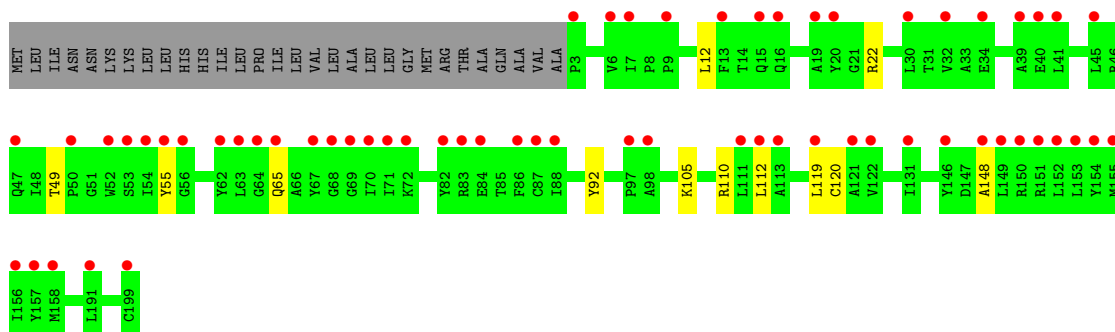 MET LEU ILE ASN ASN LYS LYS LEU LEU HIS HIS ILE LEU PRO ILE LEU VAL LEU ALA LEU LEU GLY MET ARG THR ALA GLN ALA VAL ALA P3 V6 I7 P8 P9 L12 F13 T14 Q15 Q16 A19 Y20 G21 R22 L30 T31 V32 A33 E34 A39 E40 L41 L45
Q47 I48 T49 P50 G51 W52 S53 I54 Y55 G56 Y62 L63 G64 Q65 A66 Y67 G68 G69 I70 I71 K72 Y82 R83 E84 T85 F86 C87 I88 Y92 P97 A98 K105 R110 L111 L112 A113 L119 C120 A121 V122 I131 Y146 D147 A148 L149 R150 R151 L152 L153 Y154 M155
I156 Y157 M158 L191 C199